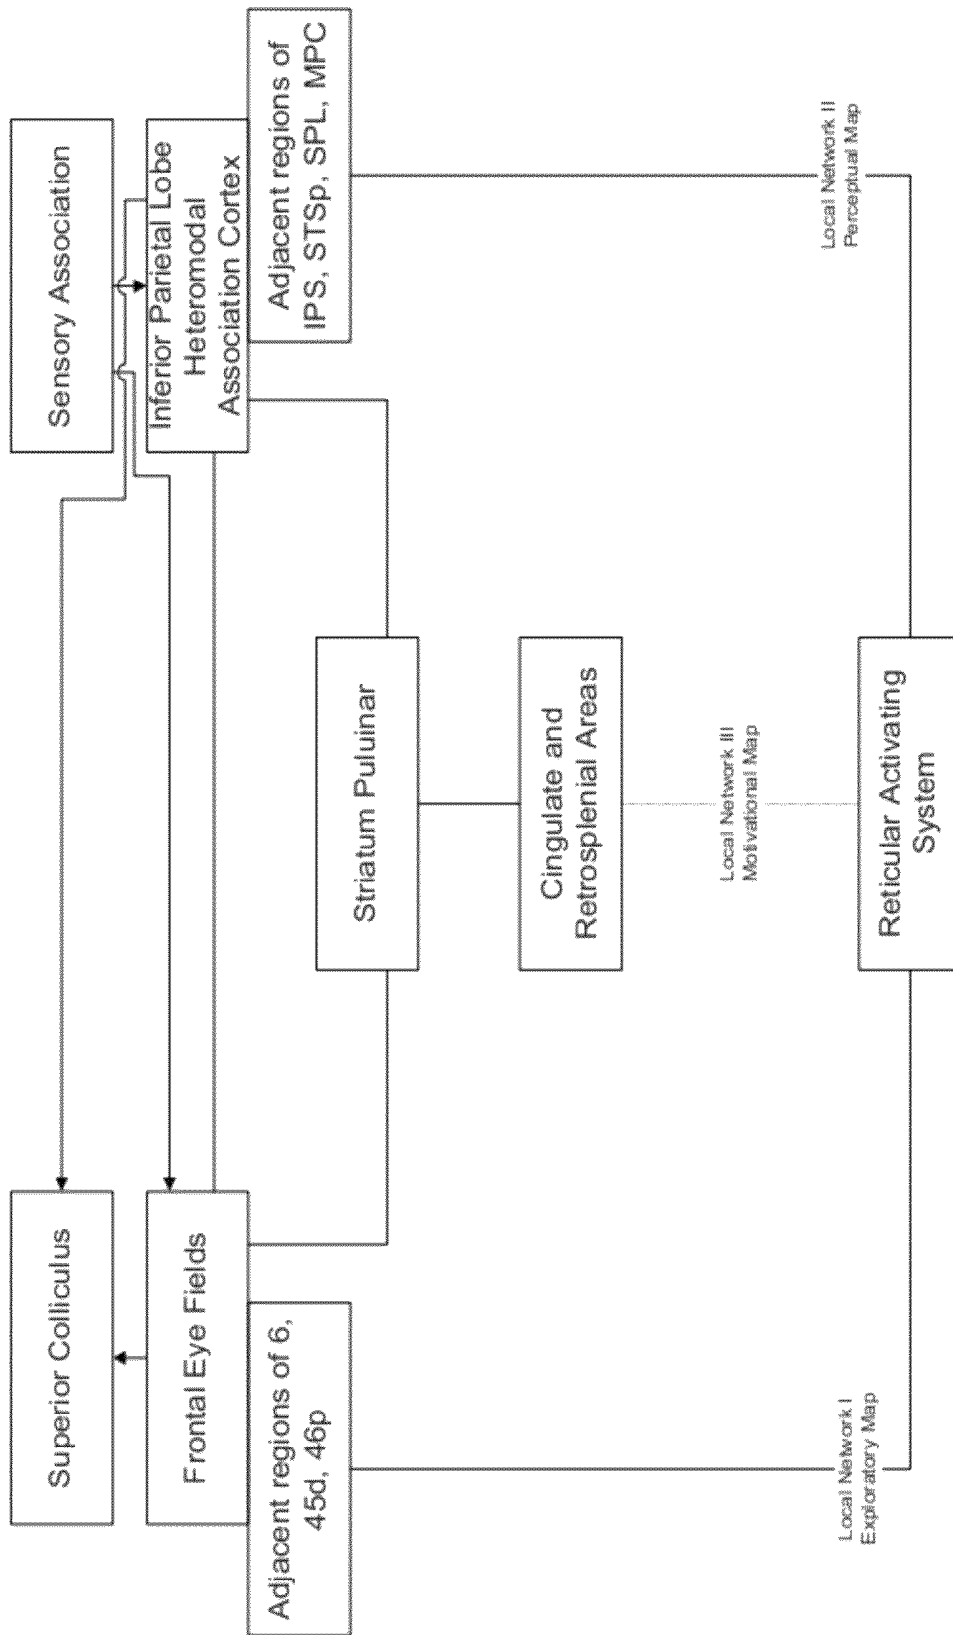 Superior Colliculus
Sensory Association
Frontal Eye Fields
Inferior Parietal Lobe
Heteromodal
Association Cortex
Adjacent regions of 6,
45d, 46p
Adjacent regions of
IPS, STSp, SPL, MPC
Striatum Puluinar
Cingulate and
Retrosplenial Areas
Local Network III
Motivational Map
Local Network I
Exploratory Map
Local Network II
Perceptual Map
Reticular Activating
System